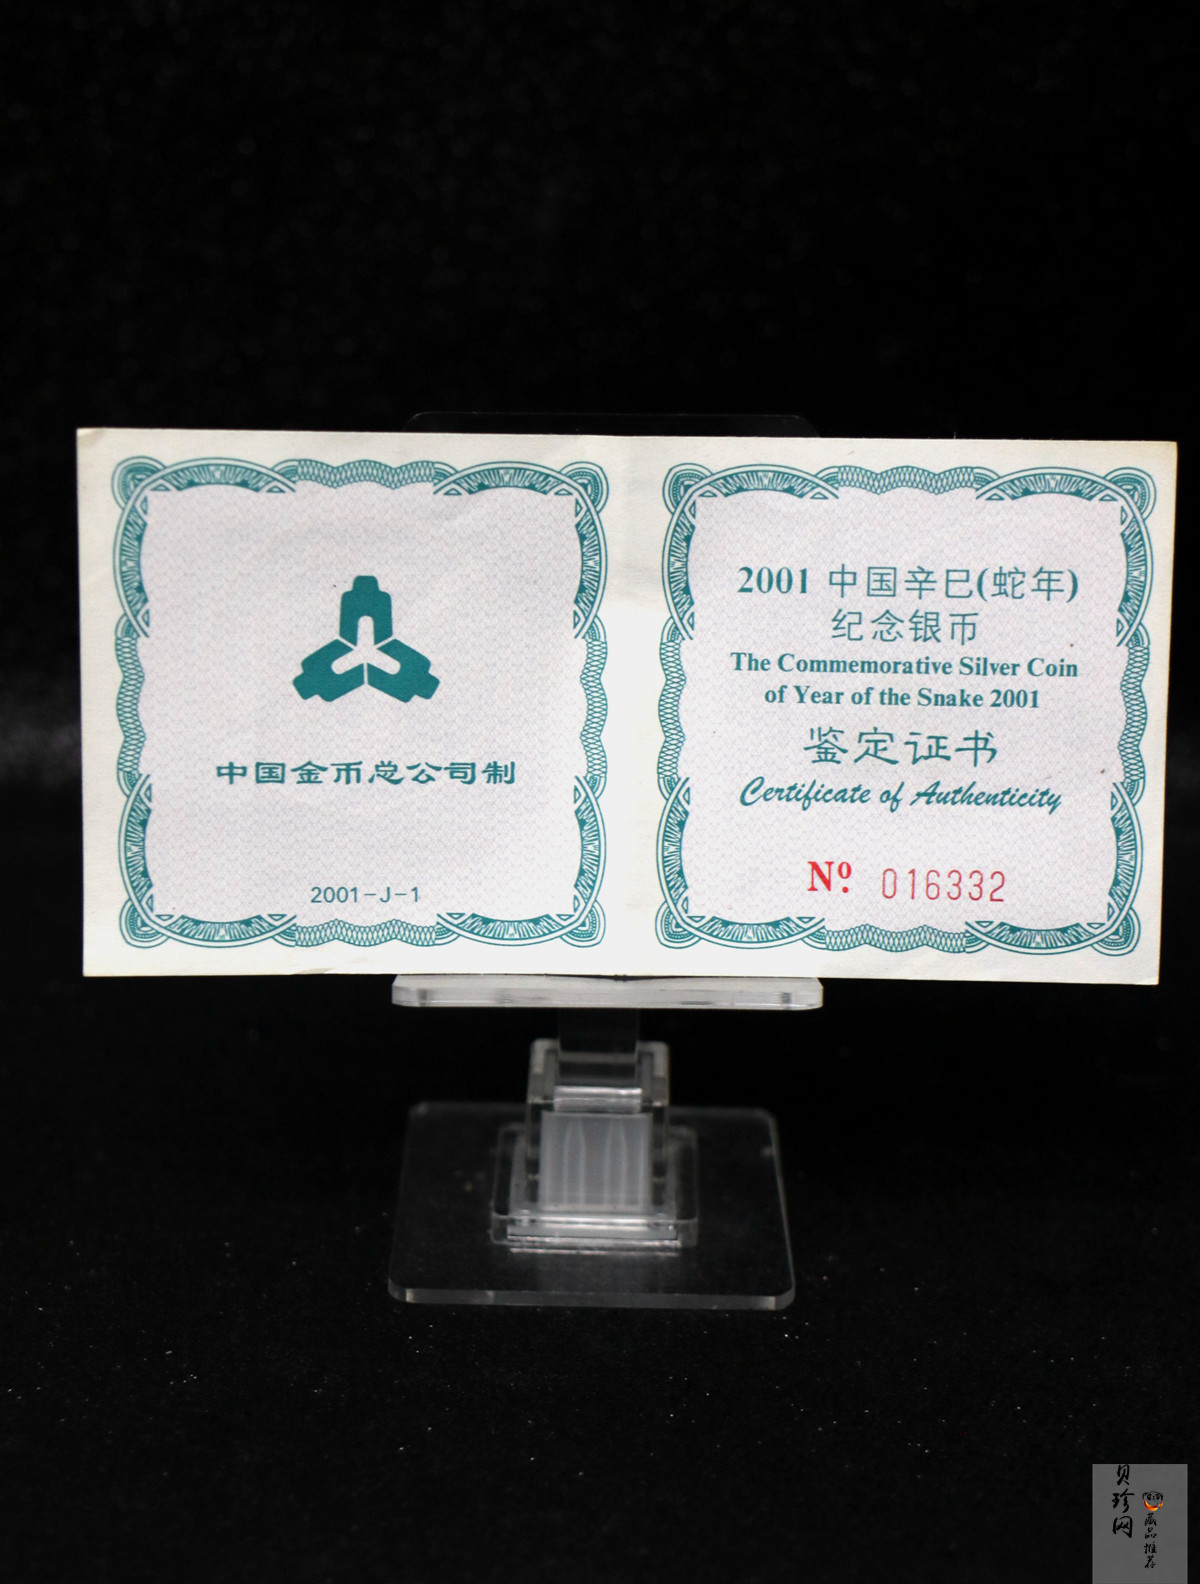 中国金币总公司制
2001-J-1
2001 中国辛巳(蛇年)
纪念银币
The Commemorative Silver Coin
of Year of the Snake 2001
鉴定证书
Certificate of Authenticity
Nº. 016332
贝珍网
藏品推荐